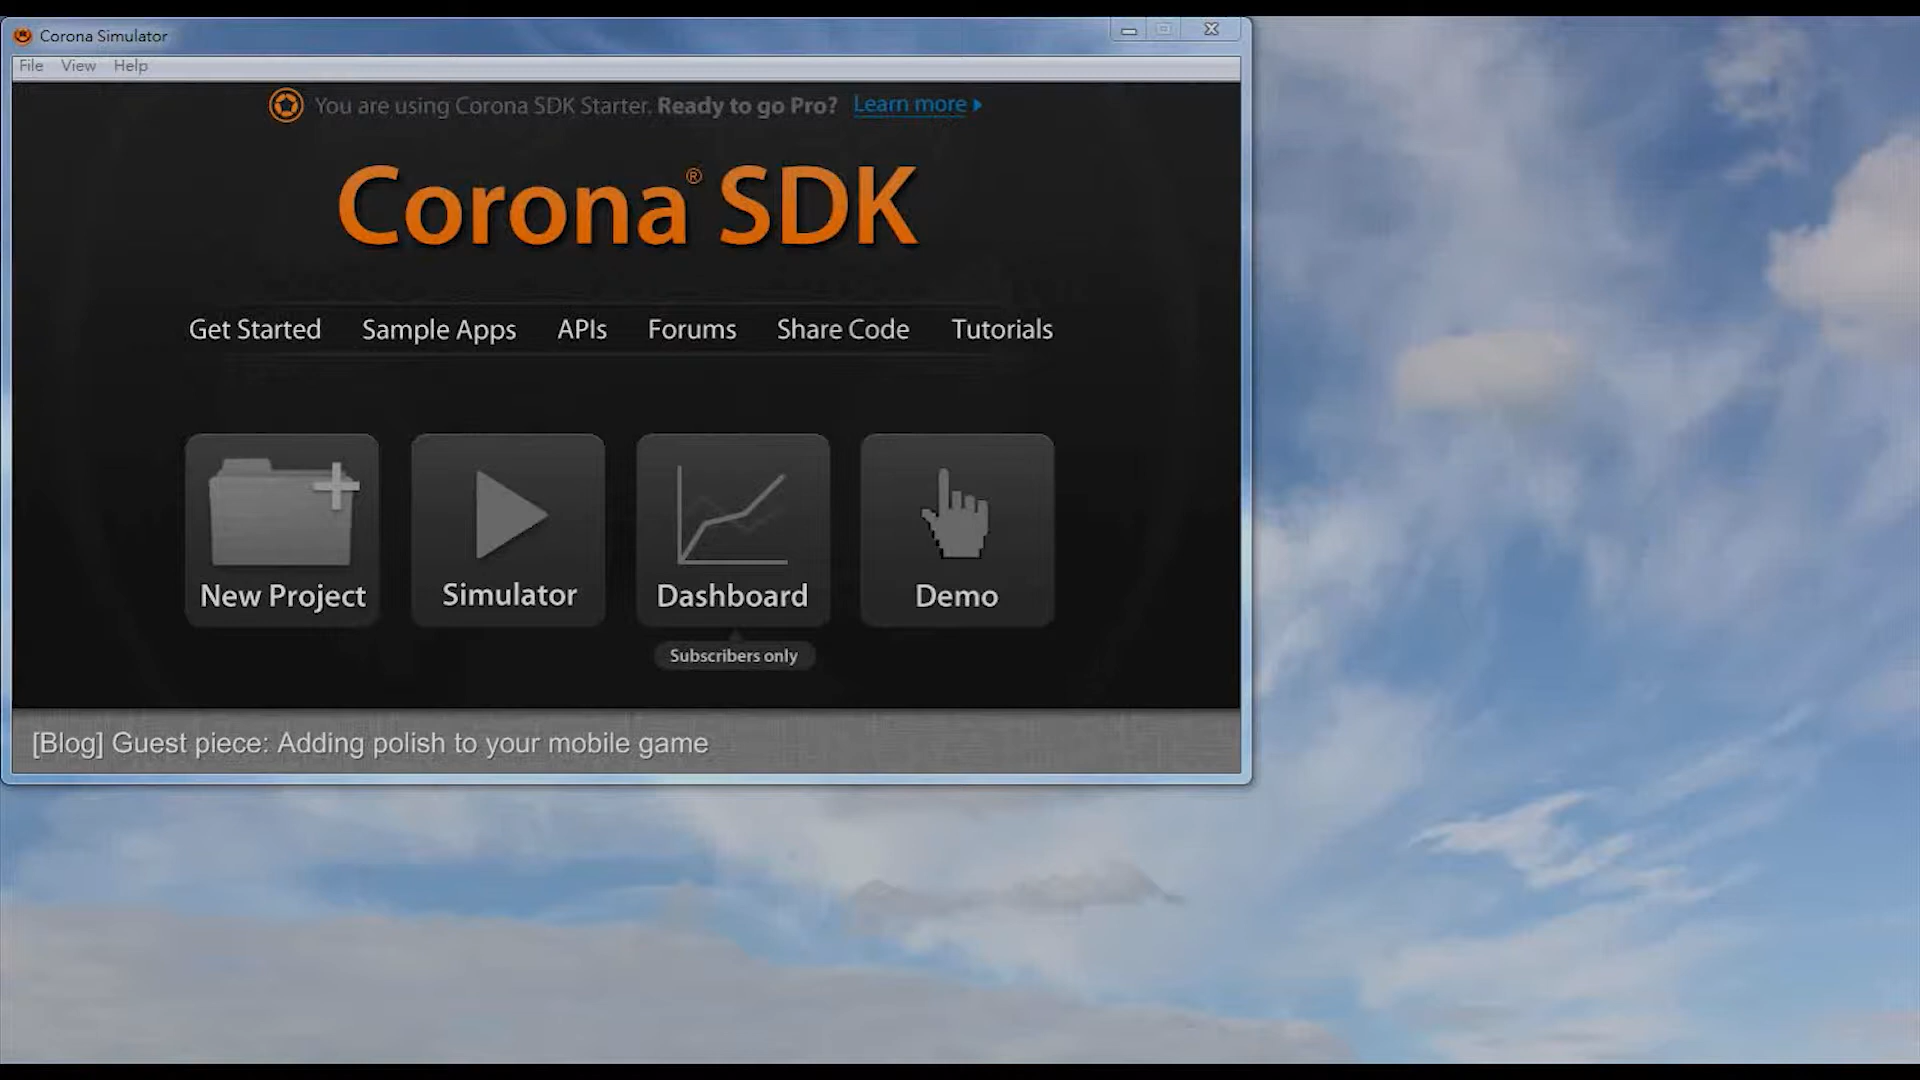 Corona Simulator
File View Help
You are using Corona SDK Starter. Ready to go Pro? Learn more
Corona® SDK
Get Started Sample Apps APIs Forums Share Code Tutorials
New Project Simulator Dashboard Demo
Subscribers only
[Blog] Guest piece: Adding polish to your mobile game